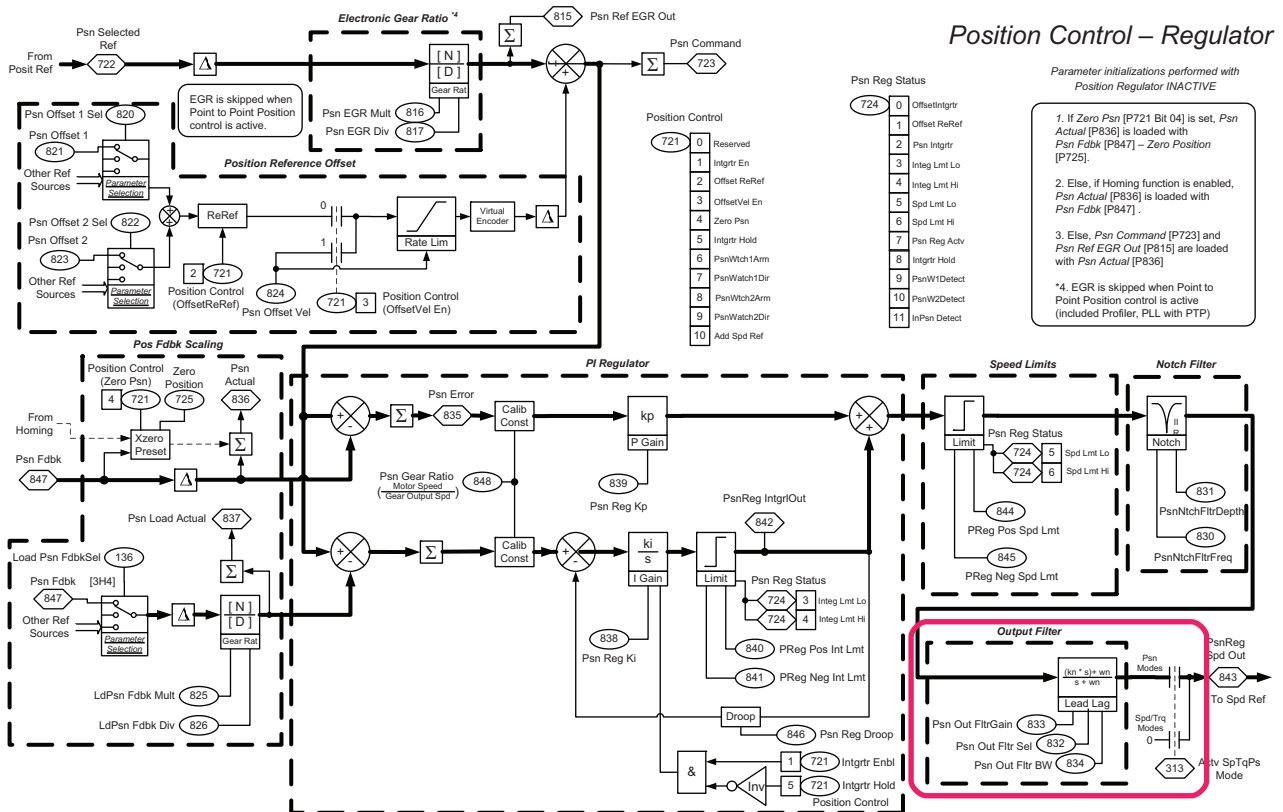 Position Control – Regulator
Parameter initializations performed with
Position Regulator INACTIVE
1. If Zero Psn [P721 Bit 04] is set, Psn
Actual [P836] is loaded with
Psn Fdbk [P847] – Zero Position
[P725].
2. Else, if Homing function is enabled,
Psn Actual [P836] is loaded with
Psn Fdbk [P847] .
3. Else, Psn Command [P723] and
Psn Ref EGR Out [P815] are loaded
with Psn Actual [P836]
*4. EGR is skipped when Point to
Point Position control is active
(included Profiler, PLL with PTP)
Electronic Gear Ratio *4
Psn Selected
Ref
From
Posit Ref
722
Δ
[ N ]
[ D ]
Gear Rat
Psn EGR Mult
816
Psn EGR Div
817
Σ
815
Psn Ref EGR Out
+
+
Σ
Psn Command
723
EGR is skipped when
Point to Point Position
control is active.
Position Reference Offset
Psn Offset 1 Sel
820
Psn Offset 1
821
Other Ref
Sources
Parameter
Selection
Psn Offset 2 Sel
822
Psn Offset 2
823
Other Ref
Sources
Parameter
Selection
+
+
ReRef
2
721
Position Control
(OffsetReRef)
0
1
824
Psn Offset Vel
721
3
Position Control
(OffsetVel En)
Rate Lim
Virtual
Encoder
Δ
Position Control
721
0 Reserved
1 Intgrtr En
2 Offset ReRef
3 OffsetVel En
4 Zero Psn
5 Intgrtr Hold
6 PsnWtch1Arm
7 PsnWatch1Dir
8 PsnWtch2Arm
9 PsnWatch2Dir
10 Add Spd Ref
Psn Reg Status
724
0 OffsetIntgrtr
1 Offset ReRef
2 Psn Intgrtr
3 Integ Lmt Lo
4 Integ Lmt Hi
5 Spd Lmt Lo
6 Spd Lmt Hi
7 Psn Reg Actv
8 Intgrtr Hold
9 PsnW1Detect
10 PsnW2Detect
11 InPsn Detect
Pos Fdbk Scaling
Position Control
(Zero Psn)
4
721
Zero
Position
725
Psn
Actual
836
From
Homing
Xzero
Preset
Σ
Psn Fdbk
847
Δ
Psn Load Actual
837
Σ
Load Psn FdbkSel
136
Psn Fdbk
[3H4]
847
Other Ref
Sources
Parameter
Selection
Δ
[ N ]
[ D ]
Gear Rat
LdPsn Fdbk Mult
825
LdPsn Fdbk Div
826
PI Regulator
+
-
Σ
Psn Error
835
Calib
Const
kp
P Gain
839
Psn Reg Kp
+
+
Psn Gear Ratio
(Motor Speed
Gear Output Spd)
848
+
-
Σ
Calib
Const
+
-
ki
s
I Gain
838
Psn Reg Ki
Limit
PsnReg IntgrlOut
842
Psn Reg Status
724
3
Integ Lmt Lo
724
4
Integ Lmt Hi
840
PReg Pos Int Lmt
841
PReg Neg Int Lmt
Droop
846
Psn Reg Droop
&
1
721
Intgrtr Enbl
Inv
5
721
Intgrtr Hold
Position Control
Speed Limits
Limit
Psn Reg Status
724
5
Spd Lmt Lo
724
6
Spd Lmt Hi
844
PReg Pos Spd Lmt
845
PReg Neg Spd Lmt
Notch Filter
II
R
Notch
831
PsnNtchFltrDepth
830
PsnNtchFltrFreq
Output Filter
(kn * s)+ wn
s + wn
Lead Lag
Psn Out FltrGain
833
Psn Out Fltr Sel
832
Psn Out Fltr BW
834
Psn
Modes
Spd/Trq
Modes
0
313
Actv SpTqPs
Mode
PsnReg
Spd Out
843
To Spd Ref